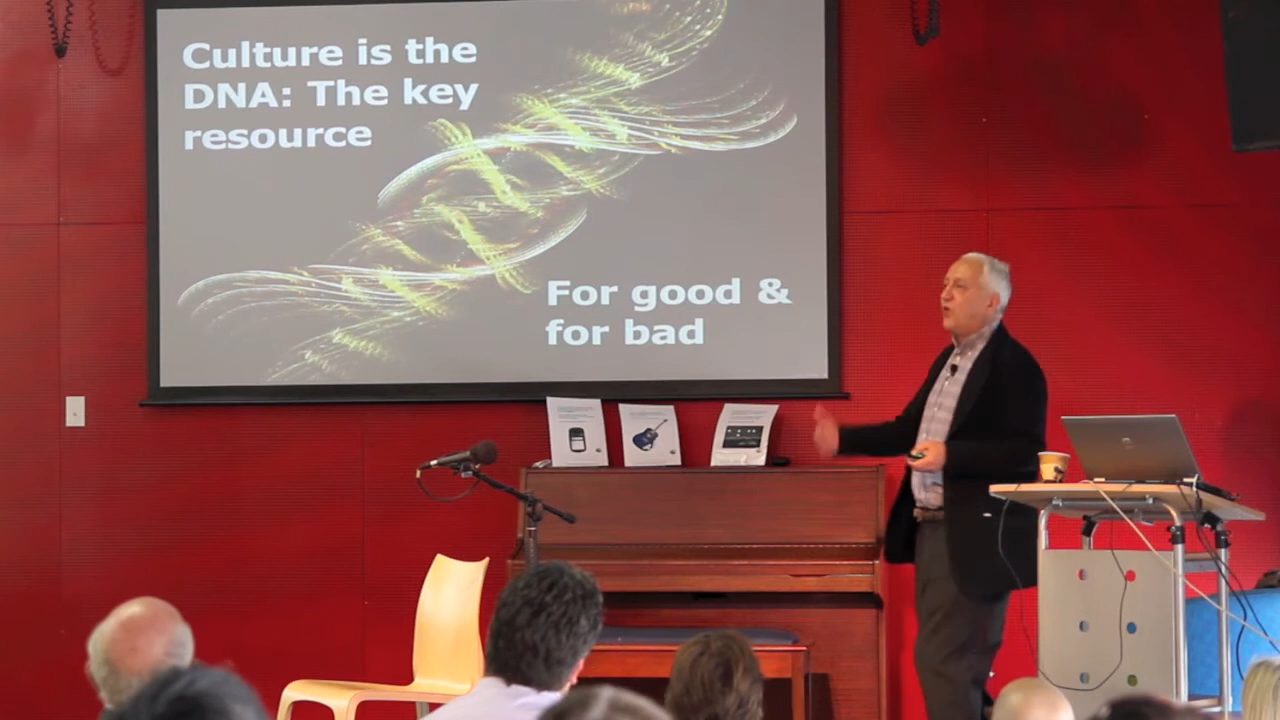 Culture is the
DNA: The key
resource
For good &
for bad